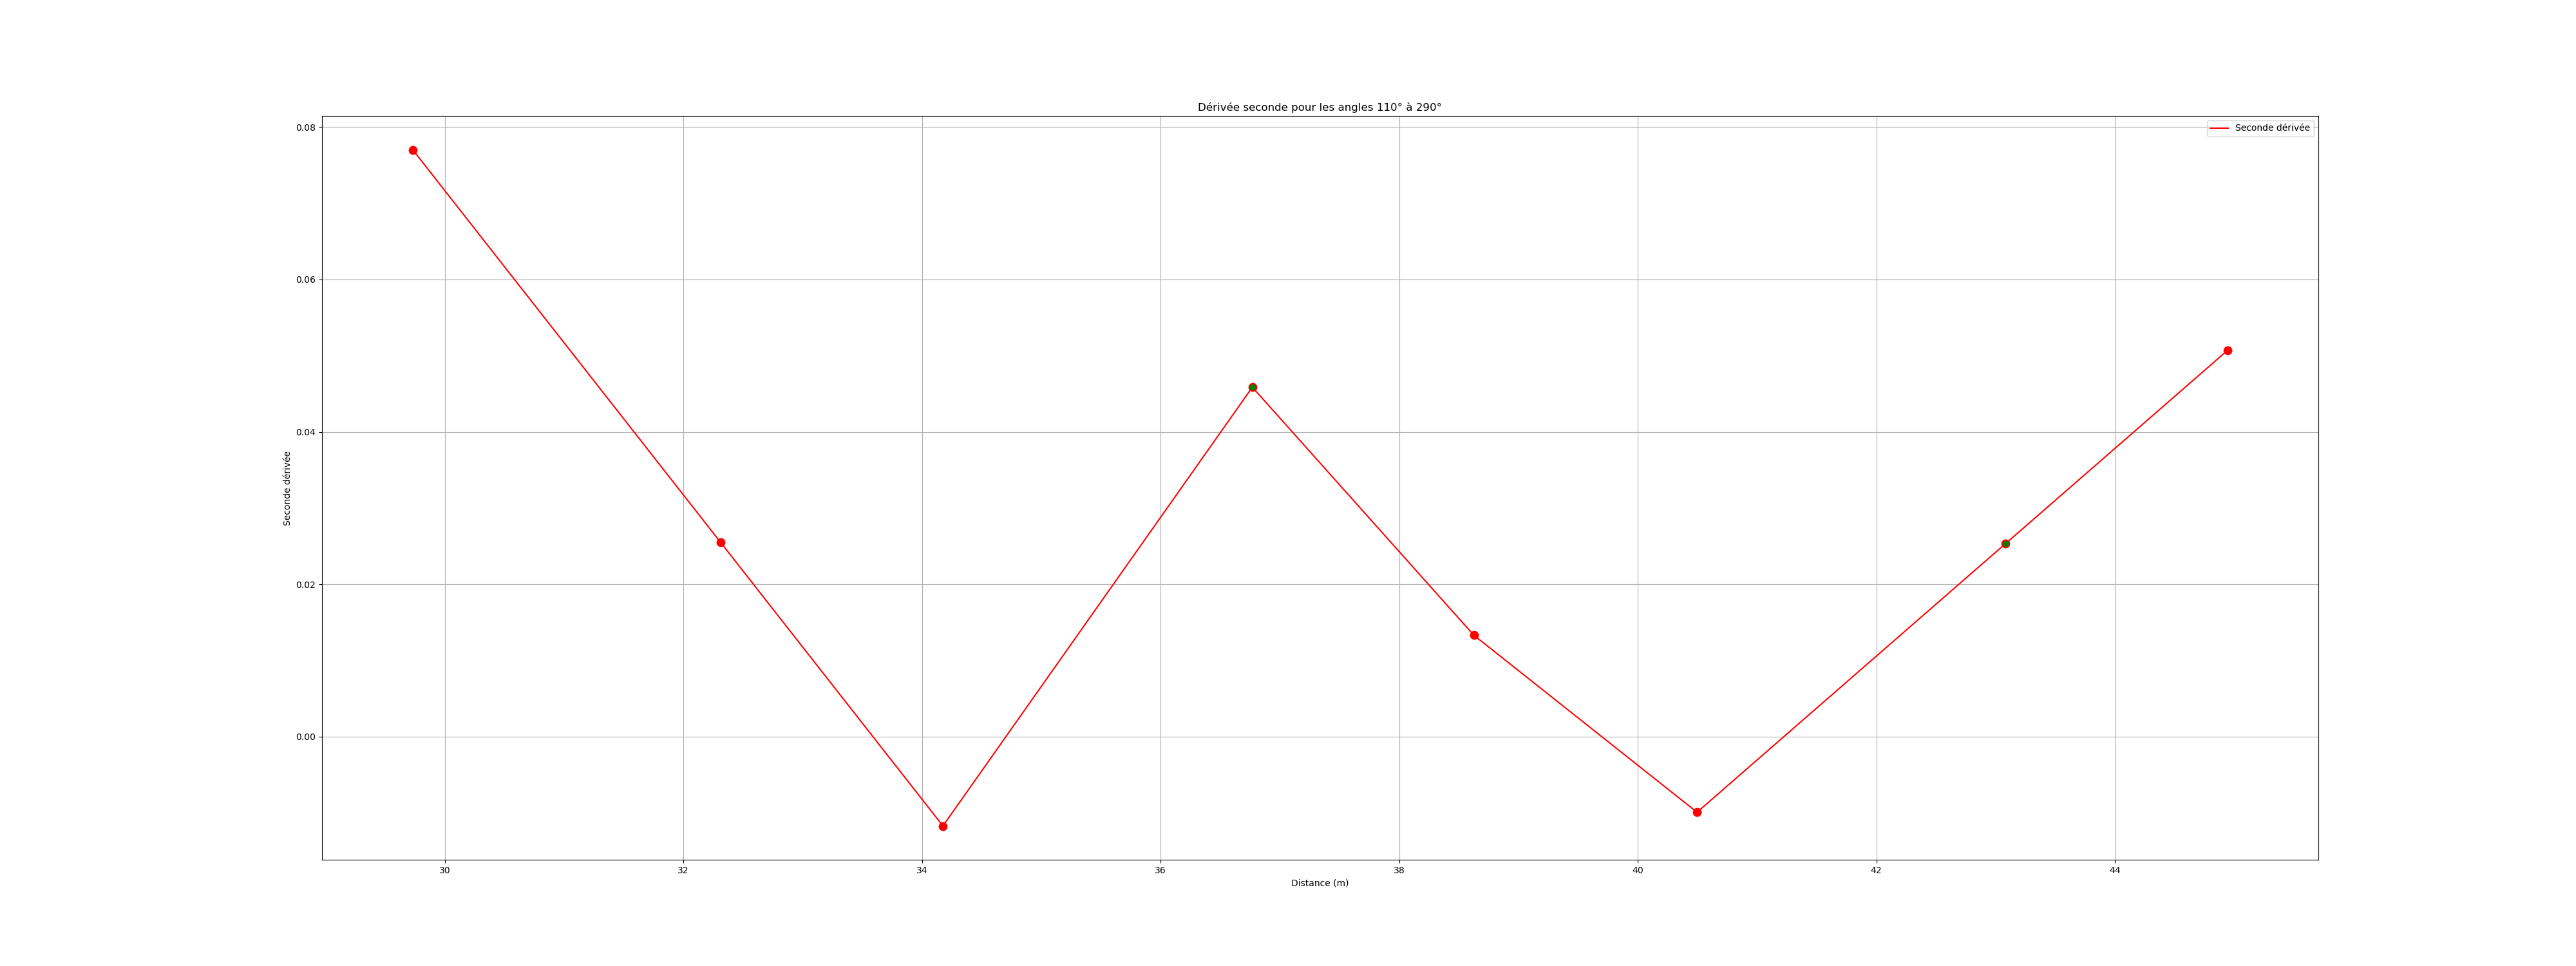 Dérivée seconde pour les angles 110° à 290°
Seconde dérivée
0.08
0.06
0.04
0.02
0.00
Seconde dérivée
30 32 34 36 38 40 42 44
Distance (m)